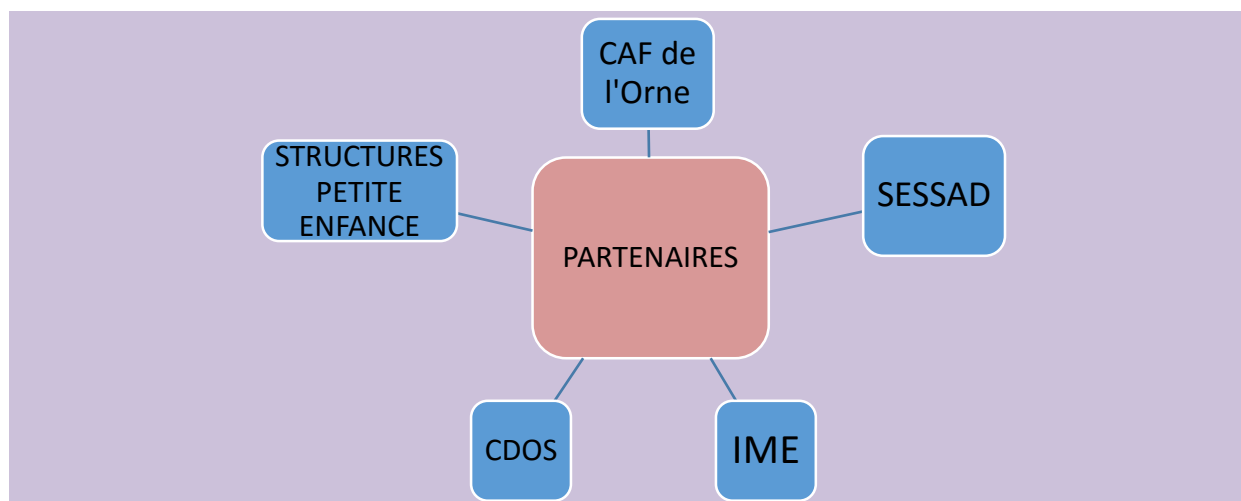 CAF de
l'Orne
STRUCTURES
PETITE
ENFANCE
SESSAD
PARTENAIRES
CDOS
IME